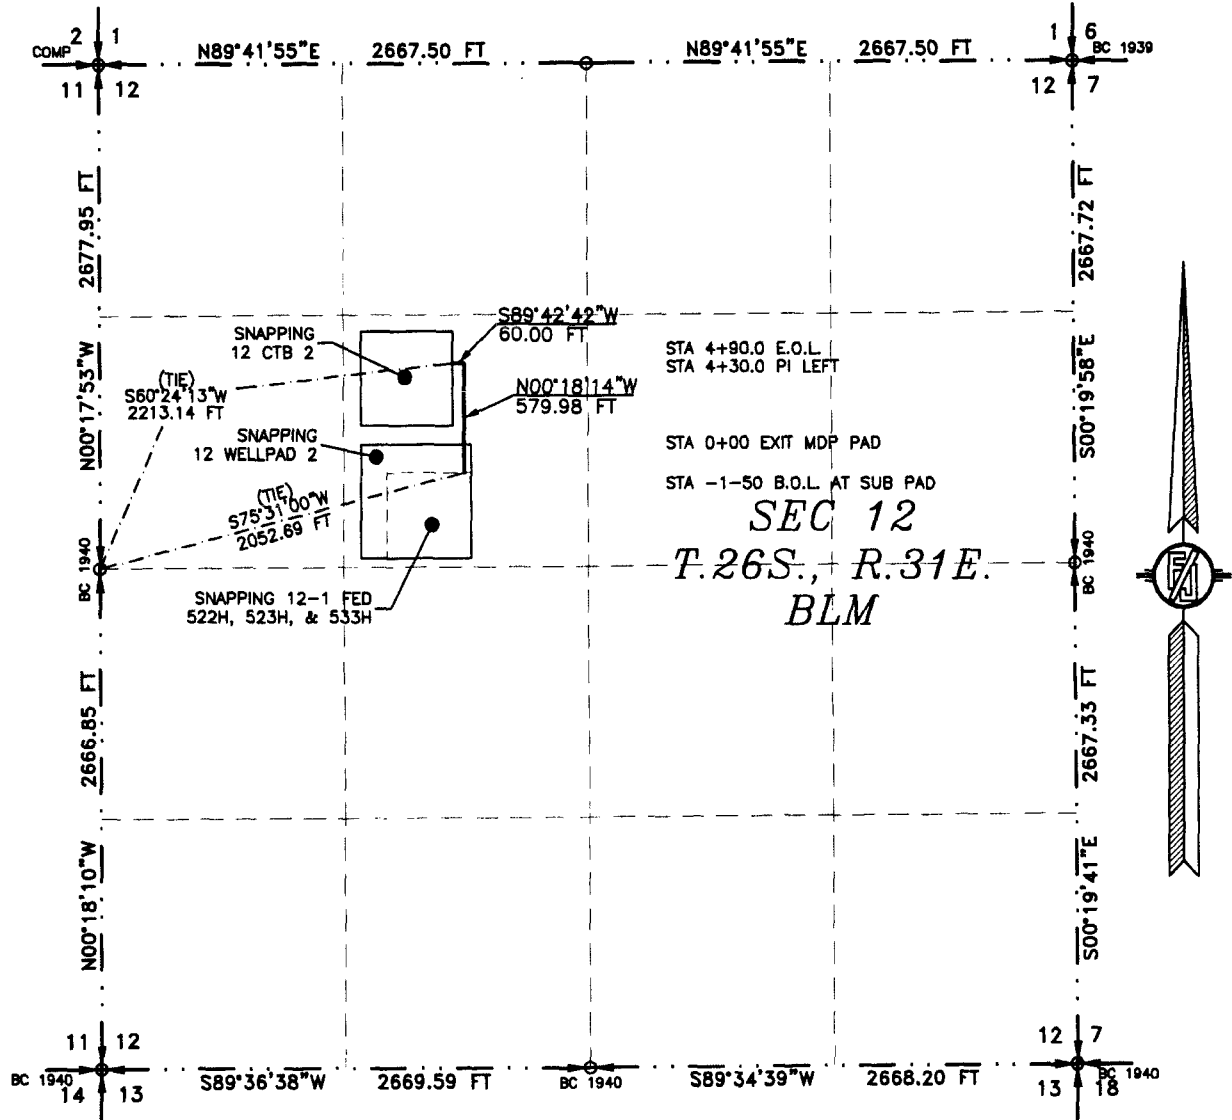 2 1
COMP
11 12
N89°41'55"E 2667.50 FT
N89°41'55"E 2667.50 FT
1 6
BC 1939
12 7
N00°17'53"W 2677.95 FT
S00°19'58"E 2667.72 FT
SNAPPING
12 CTB 2
S89°42'42"W
60.00 FT
STA 4+90.0 E.O.L.
STA 4+30.0 PI LEFT
(TIE)
S60°24'13"W
2213.14 FT
N00°18'14"W
579.98 FT
SNAPPING
12 WELLPAD 2
STA 0+00 EXIT MDP PAD
STA -1-50 B.O.L. AT SUB PAD
(TIE)
S75°31'00"W
2052.69 FT
SEC 12
T.26S., R.31E.
BLM
BC 1940
BC 1940
SNAPPING 12-1 FED
522H, 523H, & 533H
N00°18'10"W 2666.85 FT
S00°19'41"E 2667.33 FT
11 12
BC 1940
14 13
S89°36'38"W 2669.59 FT
BC 1940
S89°34'39"W 2668.20 FT
12 7
BC 1940
13 18